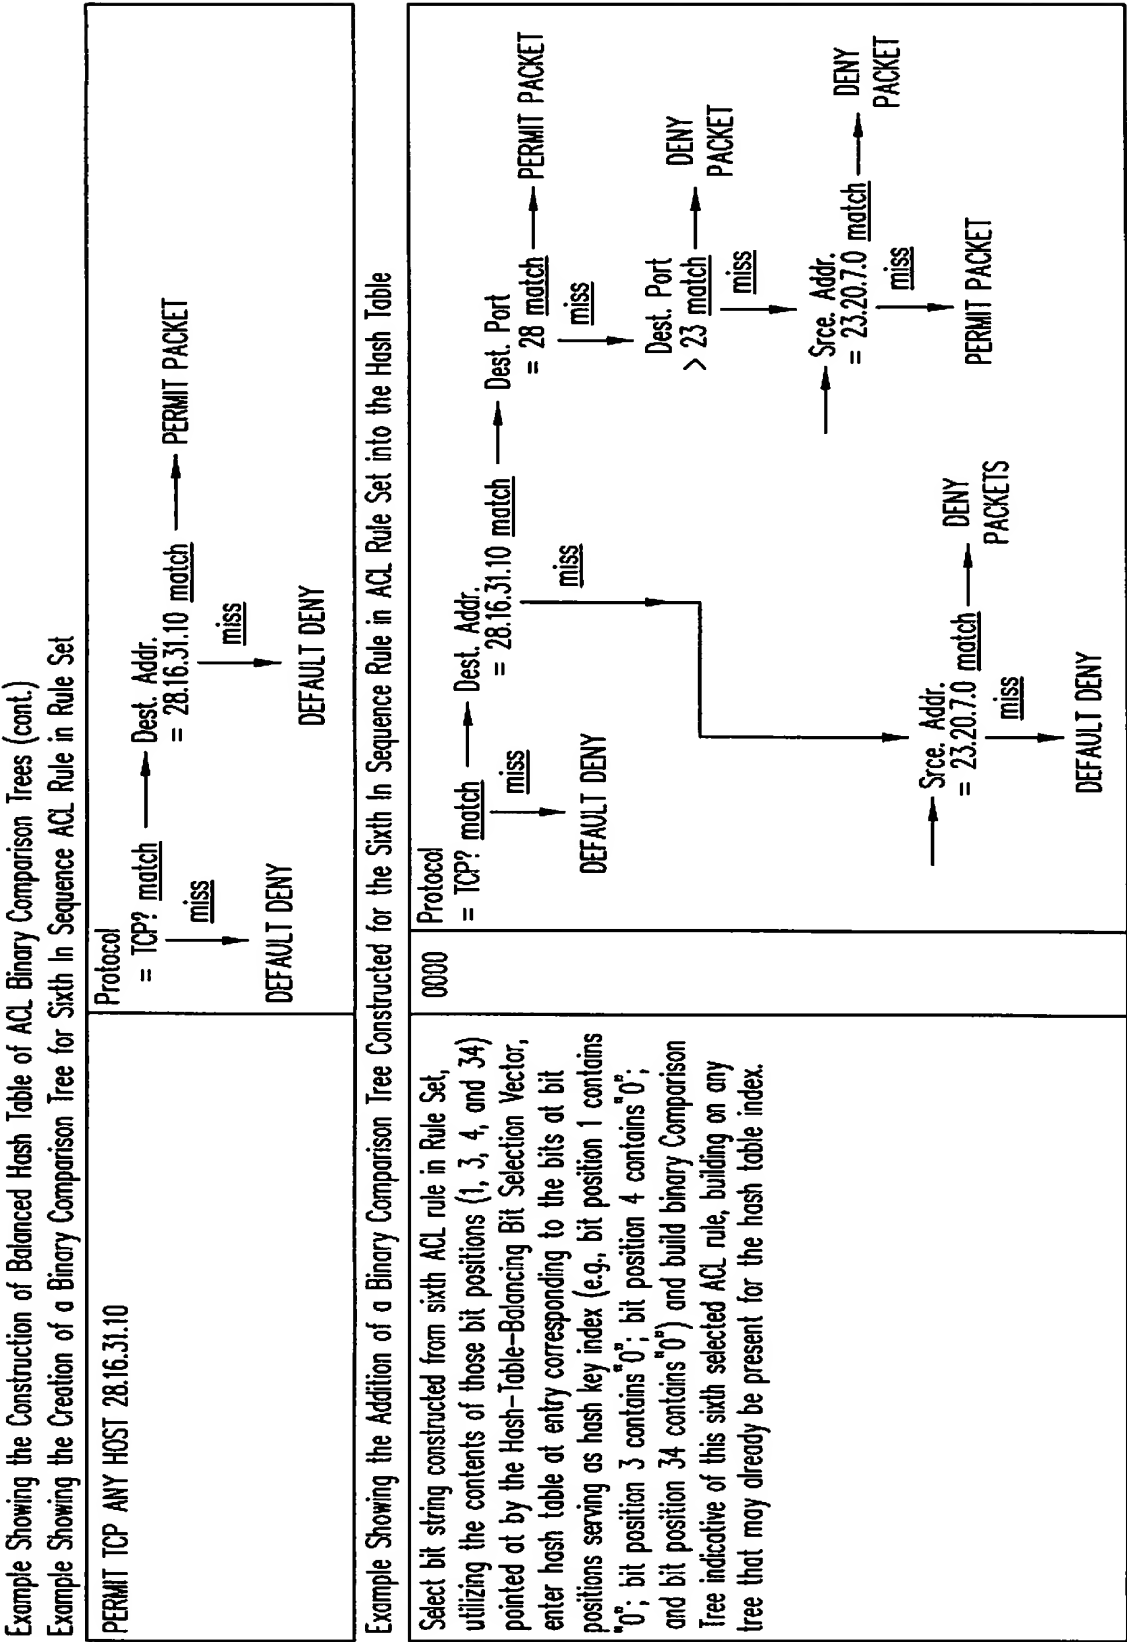 Example Showing the Construction of Balanced Hash Table of ACL Binary Comparison Trees (cont.)
Example Showing the Creation of a Binary Comparison Tree for Sixth In Sequence ACL Rule in Rule Set
PERMIT TCP ANY HOST 28.16.31.10
Protocol
= TCP? match
miss
DEFAULT DENY
Dest. Addr.
= 28.16.31.10 match
miss
DEFAULT DENY
PERMIT PACKET
Example Showing the Addition of a Binary Comparison Tree Constructed for the Sixth In Sequence Rule in ACL Rule Set into the Hash Table
Select bit string constructed from sixth ACL rule in Rule Set,
utilizing the contents of those bit positions (1, 3, 4, and 34)
pointed at by the Hash-Table-Balancing Bit Selection Vector,
enter hash table at entry corresponding to the bits at bit
positions serving as hash key index (e.g., bit position 1 contains
"0"; bit position 3 contains "0"; bit position 4 contains "0";
and bit position 34 contains "0") and build binary Comparison
Tree indicative of this sixth selected ACL rule, building on any
tree that may already be present for the hash table index.
0000
Protocol
= TCP? match
miss
DEFAULT DENY
Dest. Addr.
= 28.16.31.10 match
miss
Dest. Port
= 28 match
PERMIT PACKET
miss
Dest. Port
> 23 match
DENY
PACKET
miss
Srce. Addr.
= 23.20.7.0 match
DENY
PACKET
miss
PERMIT PACKET
Srce. Addr.
= 23.20.7.0 match
DENY
PACKETS
miss
DEFAULT DENY